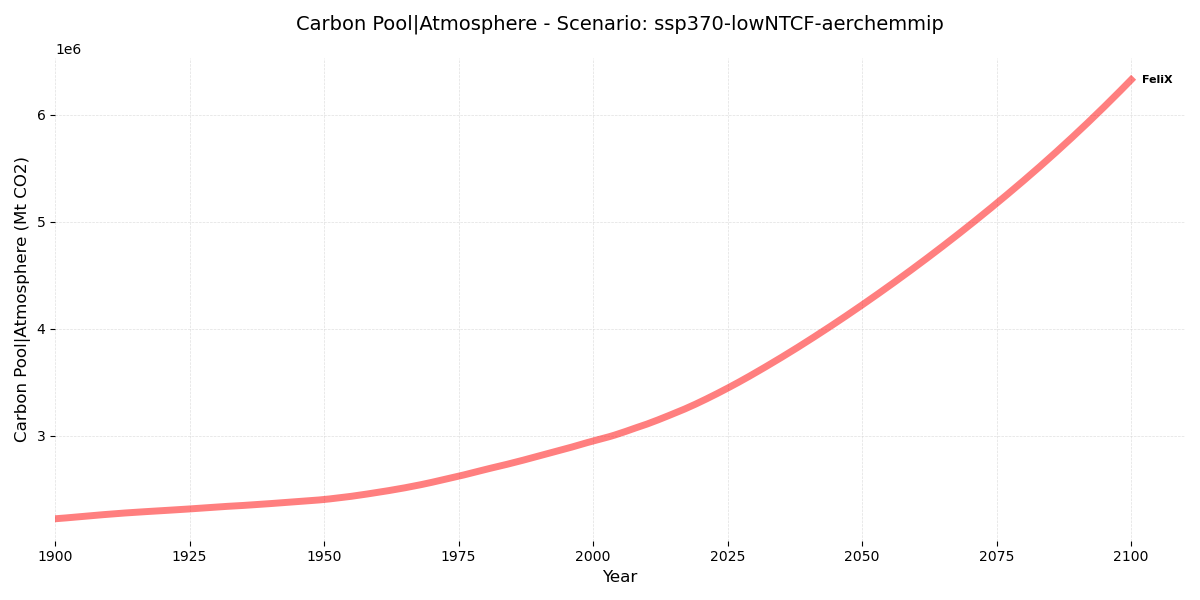 Carbon Pool|Atmosphere - Scenario: ssp370-lowNTCF-aerchemmip
1e6
FeliX
6
5
4
3
Carbon Pool|Atmosphere (Mt CO2)
1900 1925 1950 1975 2000 2025 2050 2075 2100
Year